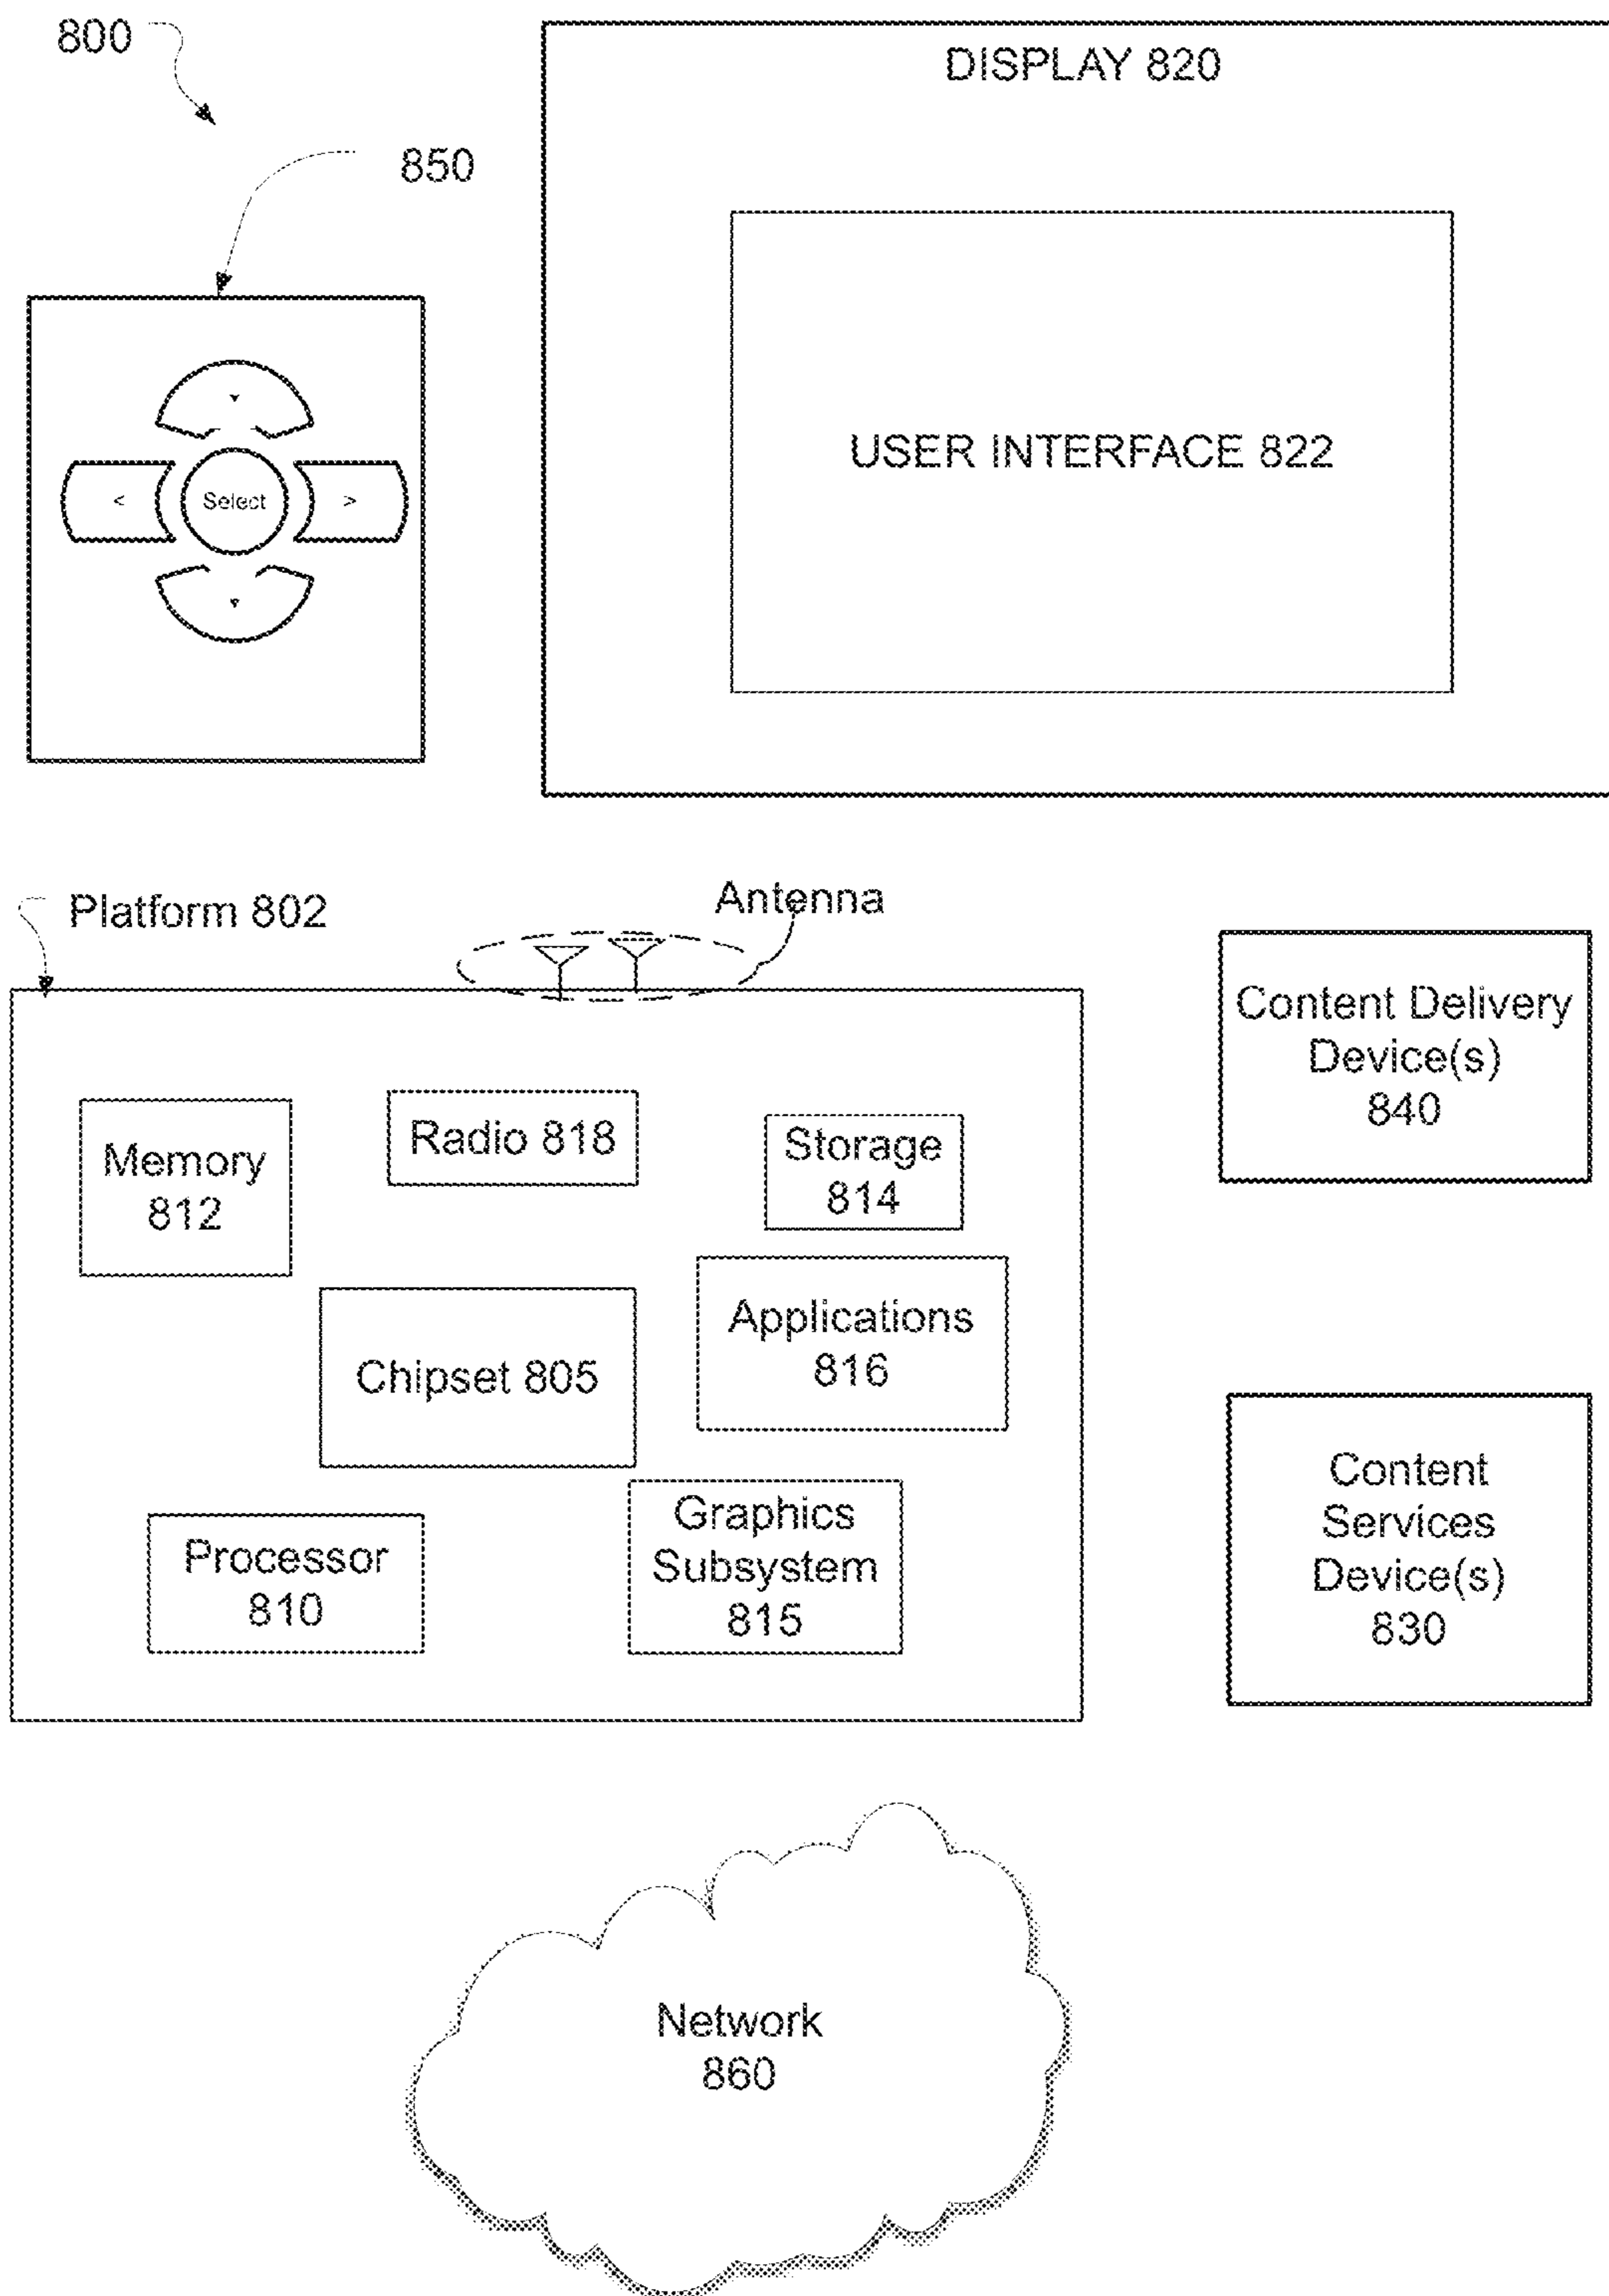 800
DISPLAY 820
850
USER INTERFACE 822
<
Select
>
Platform 802
Antenna
Content Delivery
Device(s)
840
Memory
812
Radio 818
Storage
814
Chipset 805
Applications
816
Processor
810
Graphics
Subsystem
815
Content
Services
Device(s)
830
Network
860